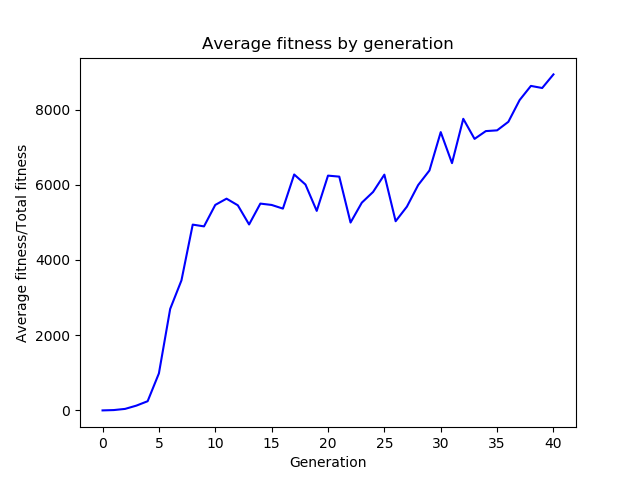 Average fitness by generation
Average fitness/Total fitness
8000
6000
4000
2000
0
0 5 10 15 20 25 30 35 40
Generation